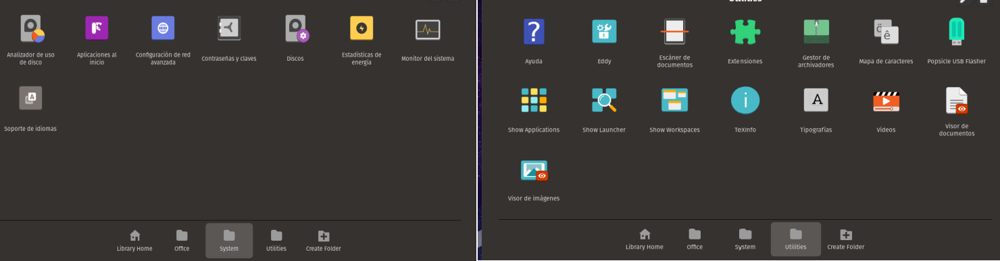 Analizador de uso
de disco
Aplicaciones al
inicio
Configuración de red
avanzada
Contraseñas y claves
Discos
Estadísticas de
energía
Monitor del sistema
A
Soporte de idiomas
Library Home
Office
System
Utilities
Create Folder
Utilities
?
Ayuda
Eddy
Escáner de
documentos
Extensiones
Gestor de
archivadores
ö
ê
Mapa de caracteres
Popsicle USB Flasher
Show Applications
Show Launcher
Show Workspaces
i
TeXInfo
A
Tipografías
Vídeos
Visor de
documentos
Visor de imágenes
Library Home
Office
System
Utilities
Create Folder